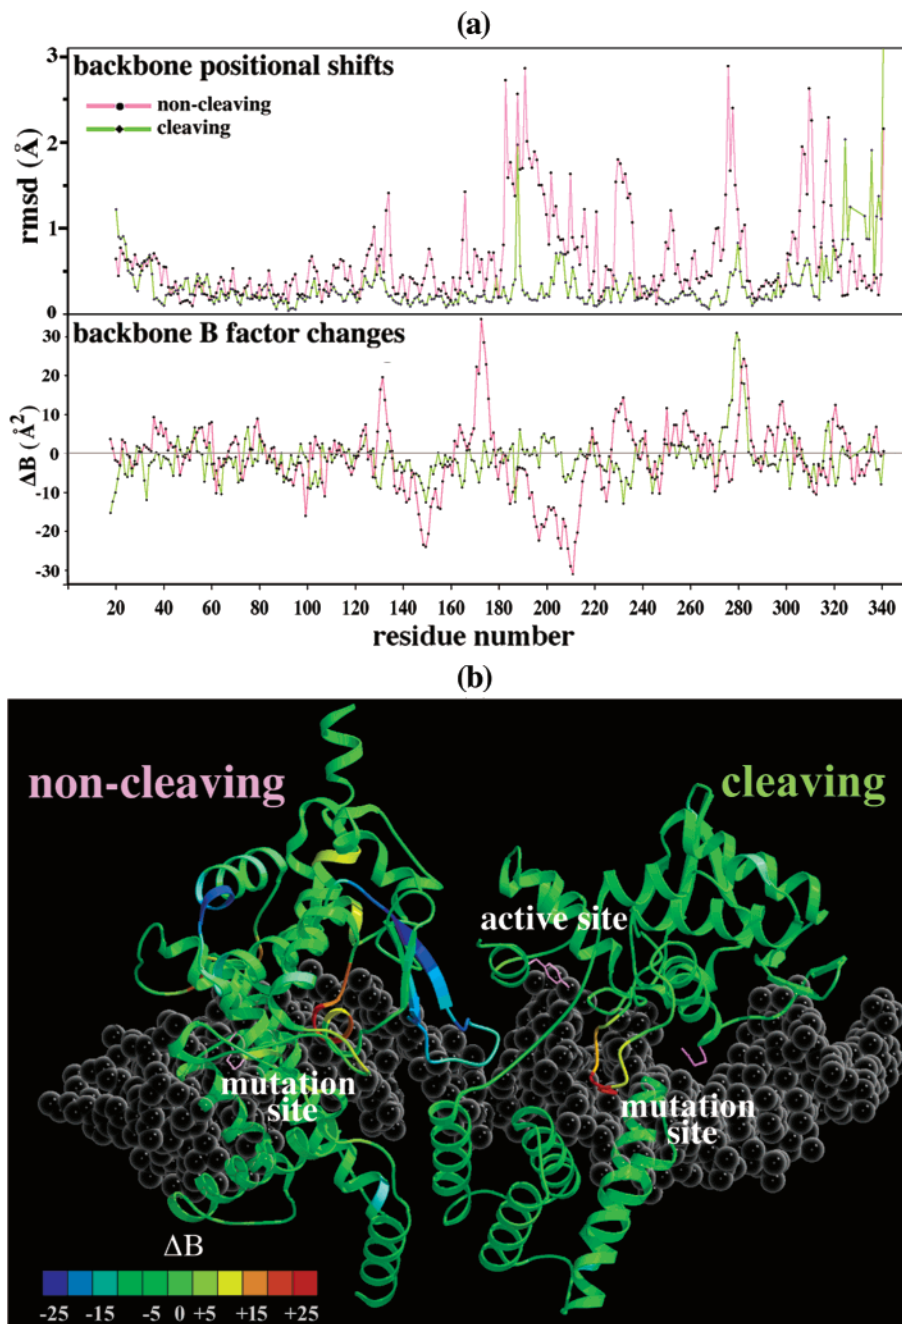 (a)
backbone positional shifts
non-cleaving
cleaving
rmsd (Å)
3
2
1
0
backbone B factor changes
ΔB (Å²)
30
20
10
0
-10
-20
-30
20 40 60 80 100 120 140 160 180 200 220 240 260 280 300 320 340
residue number
(b)
non-cleaving
cleaving
active site
mutation
site
mutation
site
ΔB
-25 -15 -5 0 +5 +15 +25